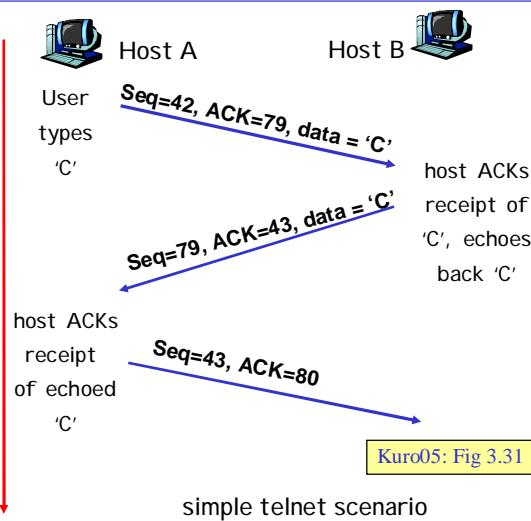 Host A
Host B
User
types
‘C’
Seq=42, ACK=79, data = ‘C’
host ACKs
receipt of
‘C’, echoes
back ‘C’
Seq=79, ACK=43, data = ‘C’
host ACKs
receipt
of echoed
‘C’
Seq=43, ACK=80
Kuro05: Fig 3.31
simple telnet scenario